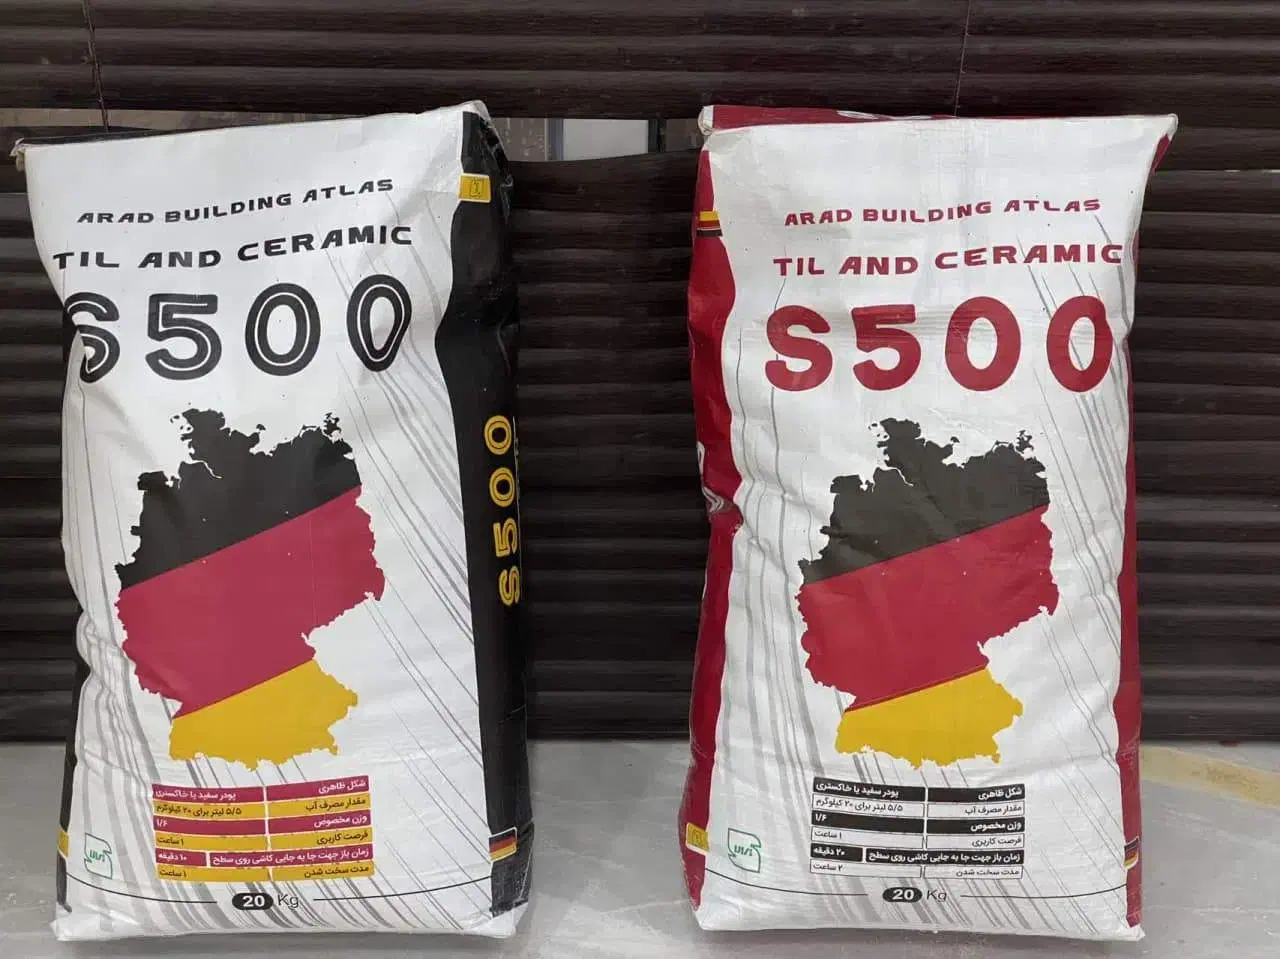 ARAD BUILDING ATLAS
TIL AND CERAMIC
S500
S500
شکل ظاهری پودر سفید یا خاکستری
مقدار مصرف آب ۵/۵ لیتر برای ۲۰ کیلوگرم
وزن مخصوص ۱/۶
فرصت کاربری ۱ ساعت
زمان باز جهت جا به جایی کاشی روی سطح ۱۰ دقیقه
مدت سخت شدن ۱ ساعت
20 Kg
ARAD BUILDING ATLAS
TIL AND CERAMIC
S500
شکل ظاهری پودر سفید یا خاکستری
مقدار مصرف آب ۵/۵ لیتر برای ۲۰ کیلوگرم
وزن مخصوص ۱/۶
فرصت کاربری ۱ ساعت
زمان باز جهت جا به جایی کاشی روی سطح ۲۰ دقیقه
مدت سخت شدن ۲ ساعت
20 Kg